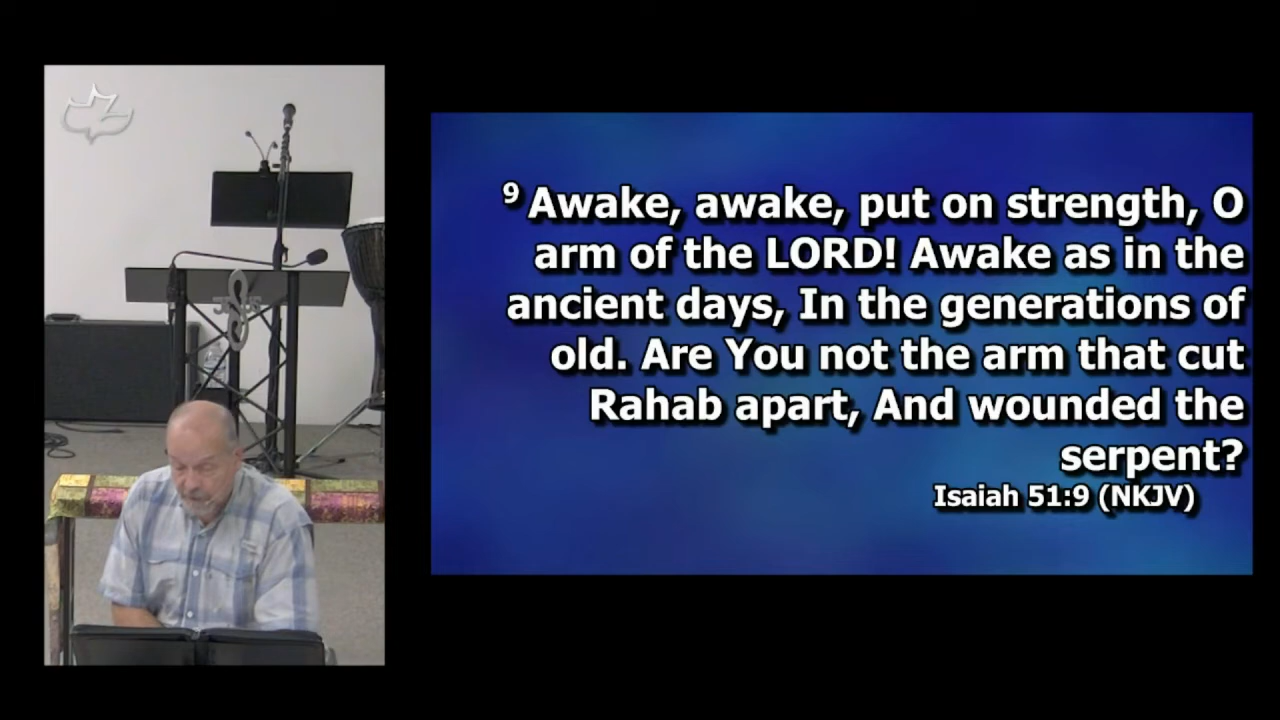 ⁹ Awake, awake, put on strength, O
arm of the LORD! Awake as in the
ancient days, In the generations of
old. Are You not the arm that cut
Rahab apart, And wounded the
serpent?
Isaiah 51:9 (NKJV)